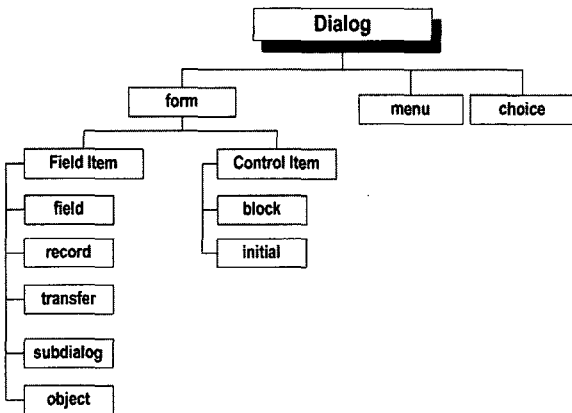 Dialog
form
menu
choice
Field Item
Control Item
field
block
record
initial
transfer
subdialog
object